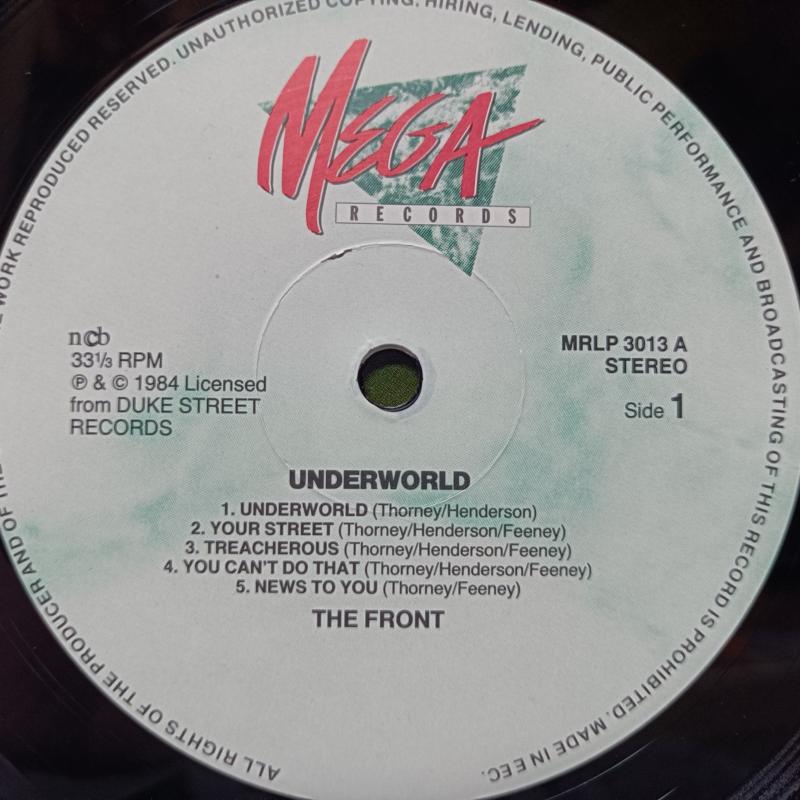 MEGA
RECORDS
ncb
33⅓ RPM
℗ & © 1984 Licensed
from DUKE STREET
RECORDS
MRLP 3013 A
STEREO
Side 1
UNDERWORLD
1. UNDERWORLD (Thorney/Henderson)
2. YOUR STREET (Thorney/Henderson/Feeney)
3. TREACHEROUS (Thorney/Henderson/Feeney)
4. YOU CAN'T DO THAT (Thorney/Henderson/Feeney)
5. NEWS TO YOU (Thorney/Feeney)
THE FRONT
ALL RIGHTS OF THE PRODUCER AND OF THE WORK REPRODUCED RESERVED. UNAUTHORIZED COPYING. HIRING, LENDING, PUBLIC PERFORMANCE AND BROADCASTING OF THIS RECORD IS PROHIBITED. MADE IN EEC.